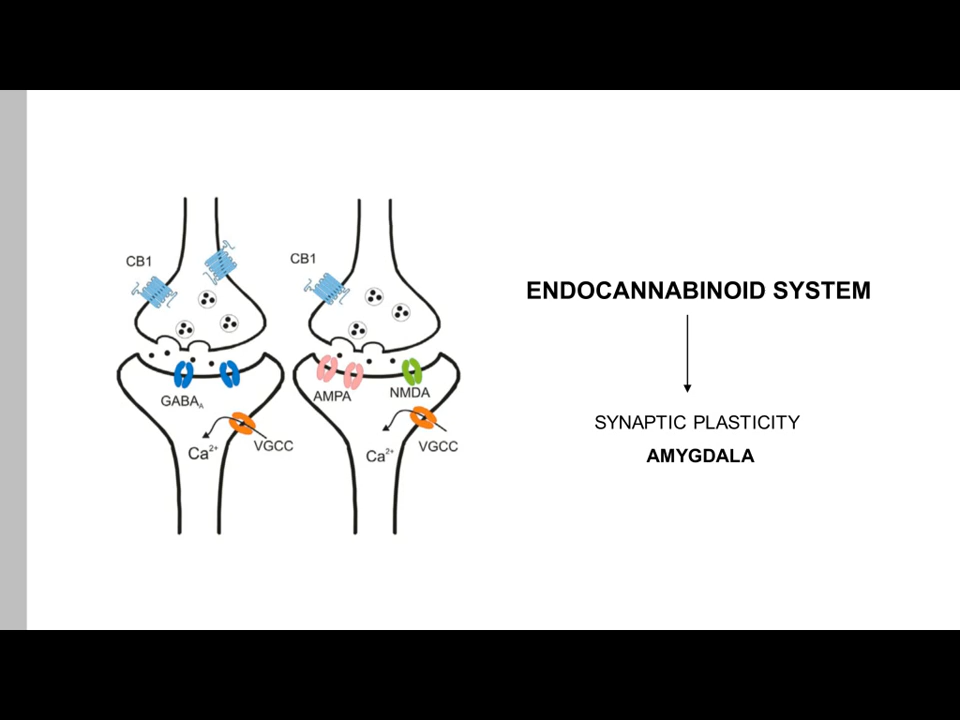 CB1
GABAA
Ca2+
VGCC
CB1
AMPA
NMDA
Ca2+
VGCC
ENDOCANNABINOID SYSTEM
SYNAPTIC PLASTICITY
AMYGDALA